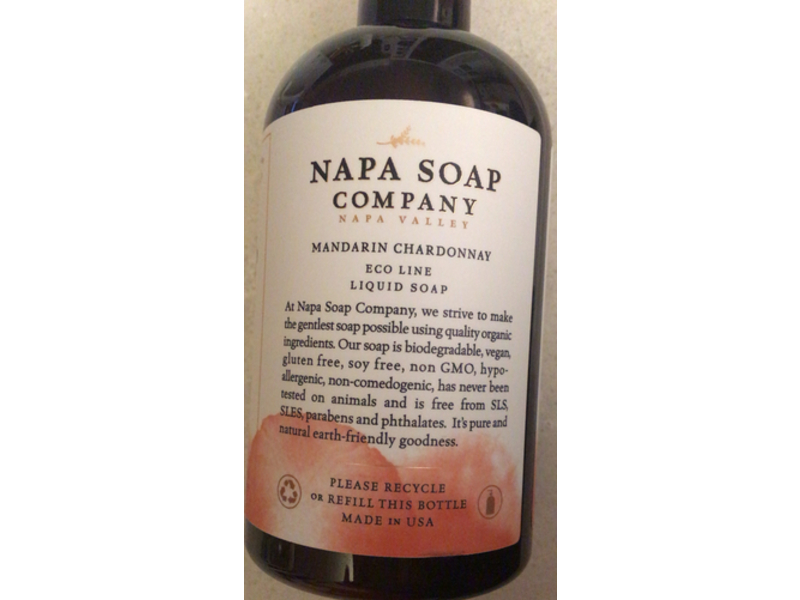 NAPA SOAP
COMPANY
NAPA VALLEY
MANDARIN CHARDONNAY
ECO LINE
LIQUID SOAP
At Napa Soap Company, we strive to make
the gentlest soap possible using quality organic
ingredients. Our soap is biodegradable, vegan,
gluten free, soy free, non GMO, hypo-
allergenic, non-comedogenic, has never been
tested on animals and is free from SLS,
SLES, parabens and phthalates. It's pure and
natural earth-friendly goodness.
PLEASE RECYCLE
OR REFILL THIS BOTTLE
MADE IN USA